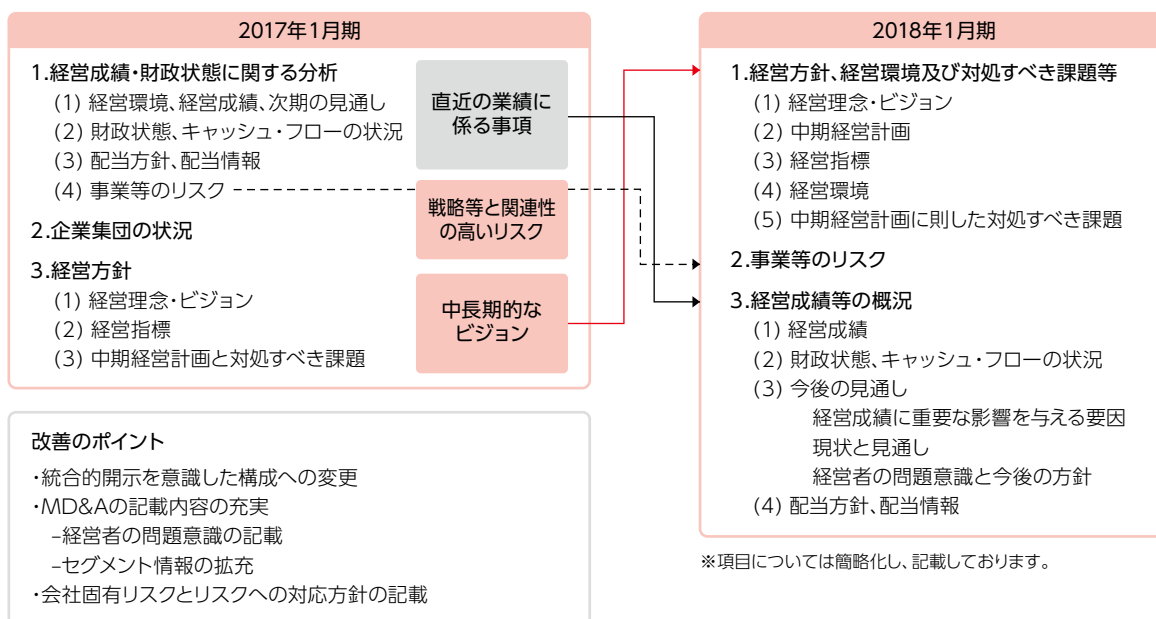 2017年1月期
1.経営成績・財政状態に関する分析
(1) 経営環境、経営成績、次期の見通し
(2) 財政状態、キャッシュ・フローの状況
(3) 配当方針、配当情報
(4) 事業等のリスク
2.企業集団の状況
3.経営方針
(1) 経営理念・ビジョン
(2) 経営指標
(3) 中期経営計画と対処すべき課題
直近の業績に
係る事項
戦略等と関連性
の高いリスク
中長期的な
ビジョン
2018年1月期
1.経営方針、経営環境及び対処すべき課題等
(1) 経営理念・ビジョン
(2) 中期経営計画
(3) 経営指標
(4) 経営環境
(5) 中期経営計画に則した対処すべき課題
2.事業等のリスク
3.経営成績等の概況
(1) 経営成績
(2) 財政状態、キャッシュ・フローの状況
(3) 今後の見通し
経営成績に重要な影響を与える要因
現状と見通し
経営者の問題意識と今後の方針
(4) 配当方針、配当情報
※項目については簡略化し、記載しております。
改善のポイント
・統合的開示を意識した構成への変更
・MD&Aの記載内容の充実
–経営者の問題意識の記載
–セグメント情報の拡充
・会社固有リスクとリスクへの対応方針の記載